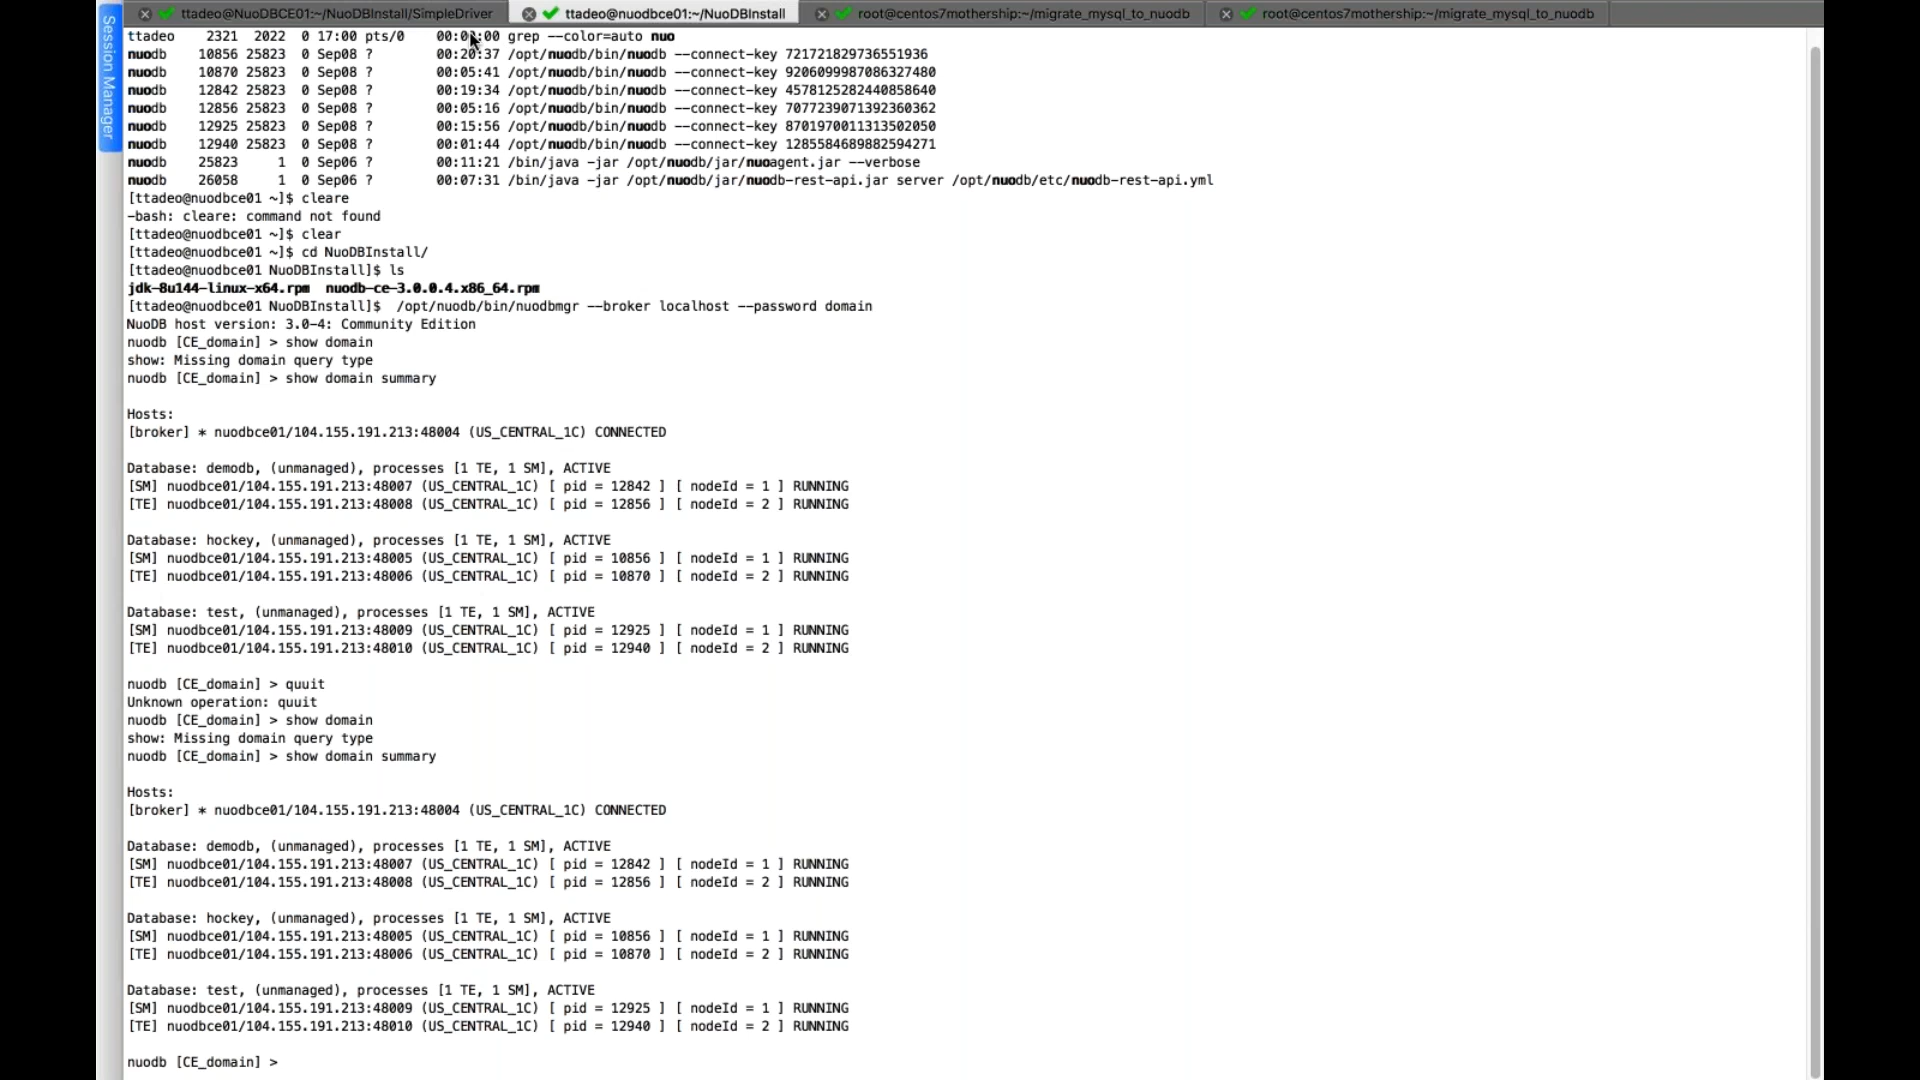 ttadeo@NuoDBCE01:~/NuoDBInstall/SimpleDriver
ttadeo@nuodbce01:~/NuoDBInstall
root@centos7mothership:~/migrate_mysql_to_nuodb
root@centos7mothership:~/migrate_mysql_to_nuodb
Session Manager
ttadeo 2321 2022 0 17:00 pts/0 00:00:00 grep --color=auto nuo
nuodb 10856 25823 0 Sep08 ? 00:20:37 /opt/nuodb/bin/nuodb --connect-key 721721829736551936
nuodb 10870 25823 0 Sep08 ? 00:05:41 /opt/nuodb/bin/nuodb --connect-key 9206099987086327480
nuodb 12842 25823 0 Sep08 ? 00:19:34 /opt/nuodb/bin/nuodb --connect-key 4578125282440858640
nuodb 12856 25823 0 Sep08 ? 00:05:16 /opt/nuodb/bin/nuodb --connect-key 7077239071392360362
nuodb 12925 25823 0 Sep08 ? 00:15:56 /opt/nuodb/bin/nuodb --connect-key 8701970011313502050
nuodb 12940 25823 0 Sep08 ? 00:01:44 /opt/nuodb/bin/nuodb --connect-key 1285584689882594271
nuodb 25823 1 0 Sep06 ? 00:11:21 /bin/java -jar /opt/nuodb/jar/nuoagent.jar --verbose
nuodb 26058 1 0 Sep06 ? 00:07:31 /bin/java -jar /opt/nuodb/jar/nuodb-rest-api.jar server /opt/nuodb/etc/nuodb-rest-api.yml
[ttadeo@nuodbce01 ~]$ cleare
-bash: cleare: command not found
[ttadeo@nuodbce01 ~]$ clear
[ttadeo@nuodbce01 ~]$ cd NuoDBInstall/
[ttadeo@nuodbce01 NuoDBInstall]$ ls
jdk-8u144-linux-x64.rpm nuodb-ce-3.0.0.4.x86_64.rpm
[ttadeo@nuodbce01 NuoDBInstall]$ /opt/nuodb/bin/nuodbmgr --broker localhost --password domain
NuoDB host version: 3.0-4: Community Edition
nuodb [CE_domain] > show domain
show: Missing domain query type
nuodb [CE_domain] > show domain summary
Hosts:
[broker] * nuodbce01/104.155.191.213:48004 (US_CENTRAL_1C) CONNECTED
Database: demodb, (unmanaged), processes [1 TE, 1 SM], ACTIVE
[SM] nuodbce01/104.155.191.213:48007 (US_CENTRAL_1C) [ pid = 12842 ] [ nodeId = 1 ] RUNNING
[TE] nuodbce01/104.155.191.213:48008 (US_CENTRAL_1C) [ pid = 12856 ] [ nodeId = 2 ] RUNNING
Database: hockey, (unmanaged), processes [1 TE, 1 SM], ACTIVE
[SM] nuodbce01/104.155.191.213:48005 (US_CENTRAL_1C) [ pid = 10856 ] [ nodeId = 1 ] RUNNING
[TE] nuodbce01/104.155.191.213:48006 (US_CENTRAL_1C) [ pid = 10870 ] [ nodeId = 2 ] RUNNING
Database: test, (unmanaged), processes [1 TE, 1 SM], ACTIVE
[SM] nuodbce01/104.155.191.213:48009 (US_CENTRAL_1C) [ pid = 12925 ] [ nodeId = 1 ] RUNNING
[TE] nuodbce01/104.155.191.213:48010 (US_CENTRAL_1C) [ pid = 12940 ] [ nodeId = 2 ] RUNNING
nuodb [CE_domain] > quuit
Unknown operation: quuit
nuodb [CE_domain] > show domain
show: Missing domain query type
nuodb [CE_domain] > show domain summary
Hosts:
[broker] * nuodbce01/104.155.191.213:48004 (US_CENTRAL_1C) CONNECTED
Database: demodb, (unmanaged), processes [1 TE, 1 SM], ACTIVE
[SM] nuodbce01/104.155.191.213:48007 (US_CENTRAL_1C) [ pid = 12842 ] [ nodeId = 1 ] RUNNING
[TE] nuodbce01/104.155.191.213:48008 (US_CENTRAL_1C) [ pid = 12856 ] [ nodeId = 2 ] RUNNING
Database: hockey, (unmanaged), processes [1 TE, 1 SM], ACTIVE
[SM] nuodbce01/104.155.191.213:48005 (US_CENTRAL_1C) [ pid = 10856 ] [ nodeId = 1 ] RUNNING
[TE] nuodbce01/104.155.191.213:48006 (US_CENTRAL_1C) [ pid = 10870 ] [ nodeId = 2 ] RUNNING
Database: test, (unmanaged), processes [1 TE, 1 SM], ACTIVE
[SM] nuodbce01/104.155.191.213:48009 (US_CENTRAL_1C) [ pid = 12925 ] [ nodeId = 1 ] RUNNING
[TE] nuodbce01/104.155.191.213:48010 (US_CENTRAL_1C) [ pid = 12940 ] [ nodeId = 2 ] RUNNING
nuodb [CE_domain] >